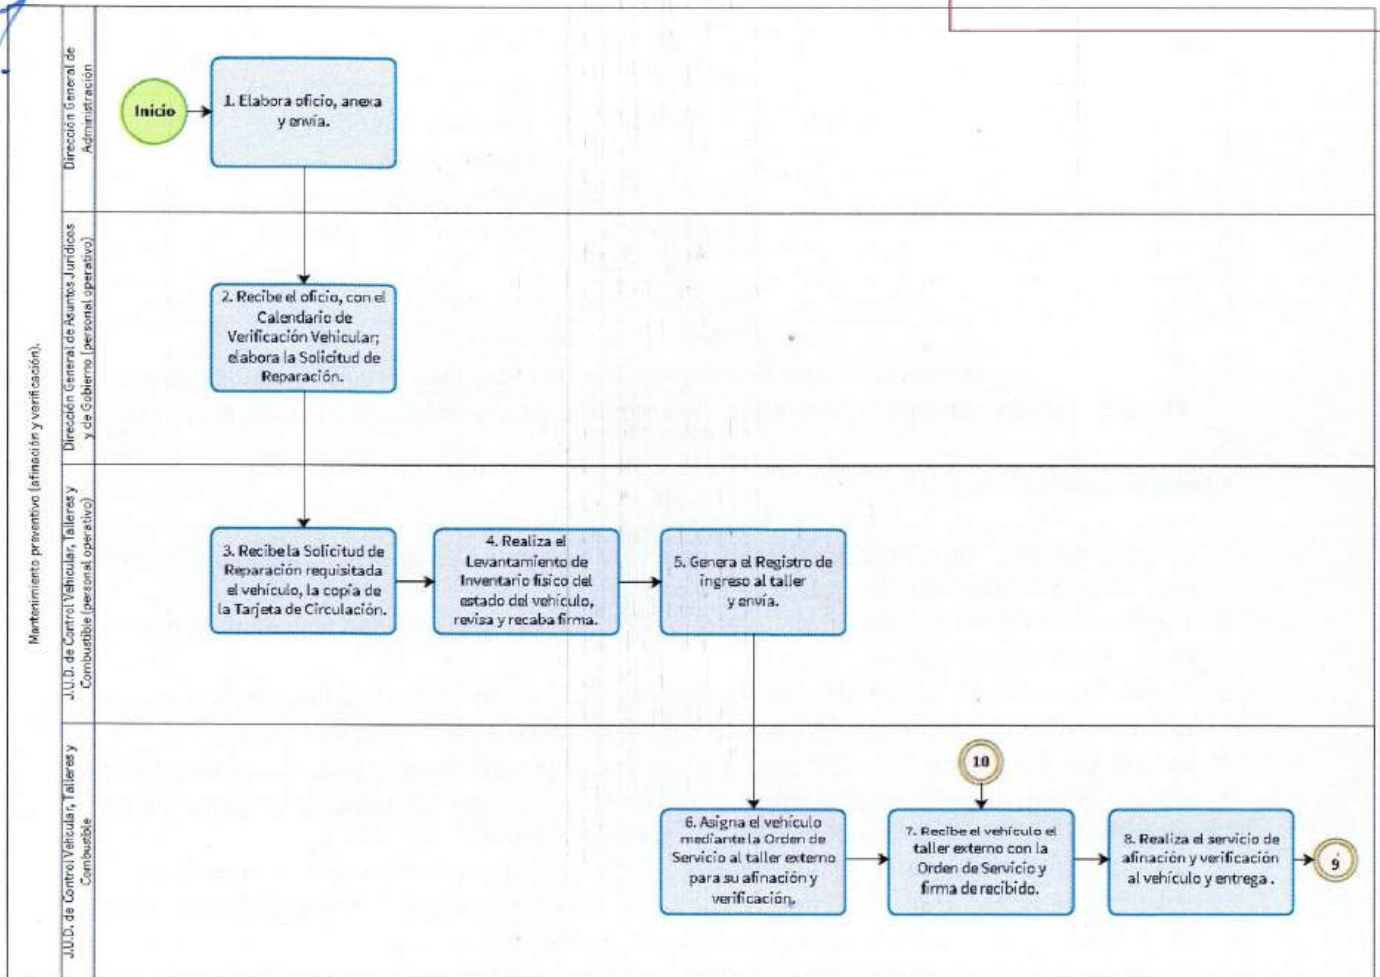 Mantenimiento preventivo (afinación y verificación).
Dirección General de
Administración
Inicio
1. Elabora oficio, anexa
y envía.
Dirección General de Asuntos Jurídicos
y de Gobierno (personal operativo)
2. Recibe el oficio, con el
Calendario de
Verificación Vehicular;
elabora la Solicitud de
Reparación.
J.U.D. de Control Vehicular, Talleres y
Combustible (personal operativo)
3. Recibe la Solicitud de
Reparación requisitada
el vehículo, la copia de
la Tarjeta de Circulación.
4. Realiza el
Levantamiento de
Inventario físico del
estado del vehículo,
revisa y recaba firma.
5. Genera el Registro de
ingreso al taller
y envía.
J.U.D. de Control Vehicular, Talleres y
Combustible
6. Asigna el vehículo
mediante la Orden de
Servicio al taller externo
para su afinación y
verificación.
10
7. Recibe el vehículo el
taller externo con la
Orden de Servicio y
firma de recibido.
8. Realiza el servicio de
afinación y verificación
al vehículo y entrega .
9